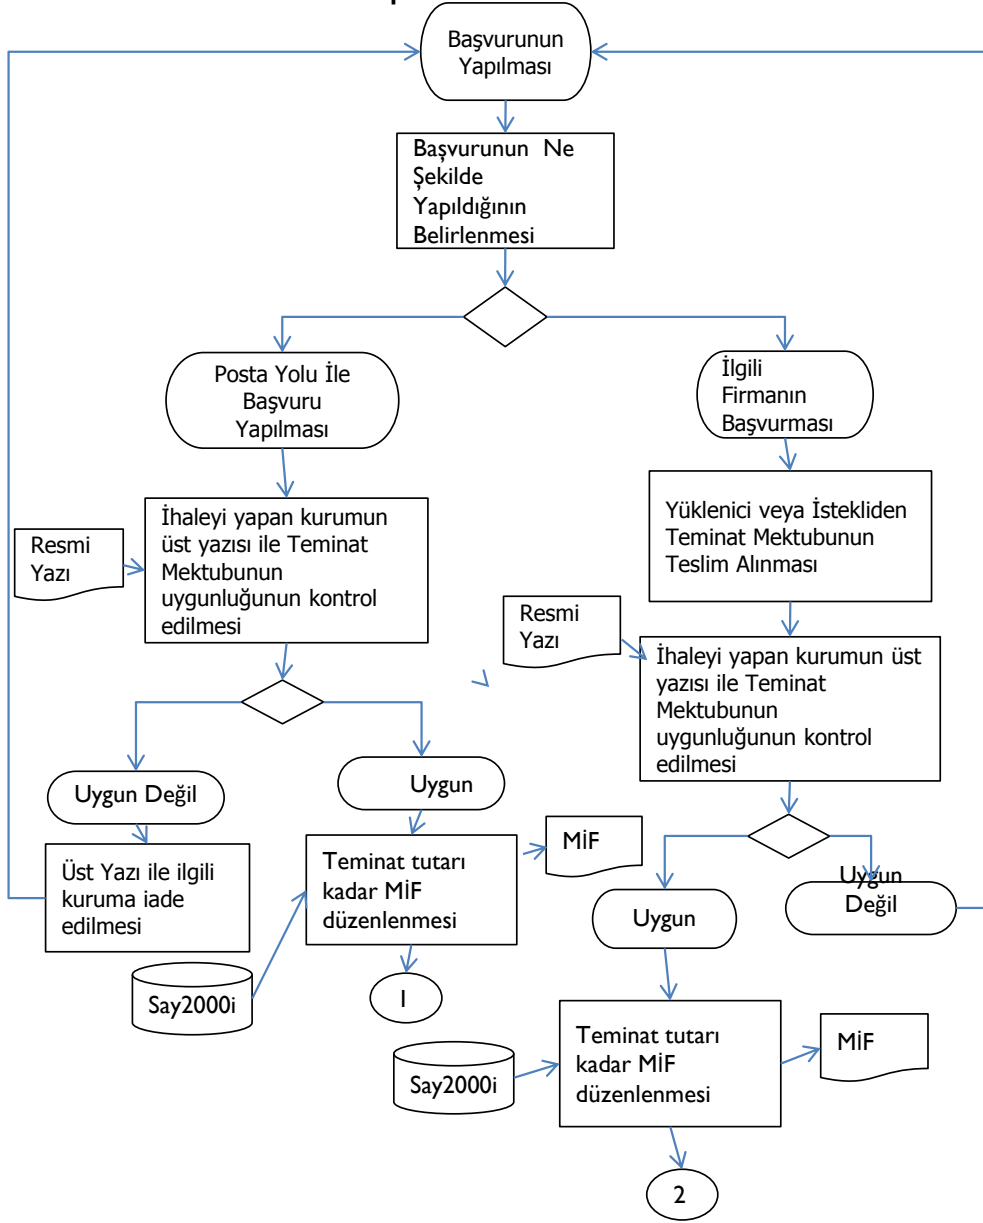 Başvurunun
Yapılması
Başvurunun Ne
Şekilde
Yapıldığının
Belirlenmesi
Posta Yolu İle
Başvuru
Yapılması
İlgili
Firmanın
Başvurması
İhaleyi yapan kurumun
üst yazısı ile Teminat
Mektubunun
uygunluğunun kontrol
edilmesi
Resmi
Yazı
Yüklenici veya İstekliden
Teminat Mektubunun
Teslim Alınması
Resmi
Yazı
İhaleyi yapan kurumun üst
yazısı ile Teminat
Mektubunun
uygunluğunun kontrol
edilmesi
Uygun Değil
Uygun
Üst Yazı ile ilgili
kuruma iade
edilmesi
Teminat tutarı
kadar MİF
düzenlenmesi
MİF
Uygun
Uygun
Değil
Say2000i
1
Teminat tutarı
kadar MİF
düzenlenmesi
MİF
Say2000i
2